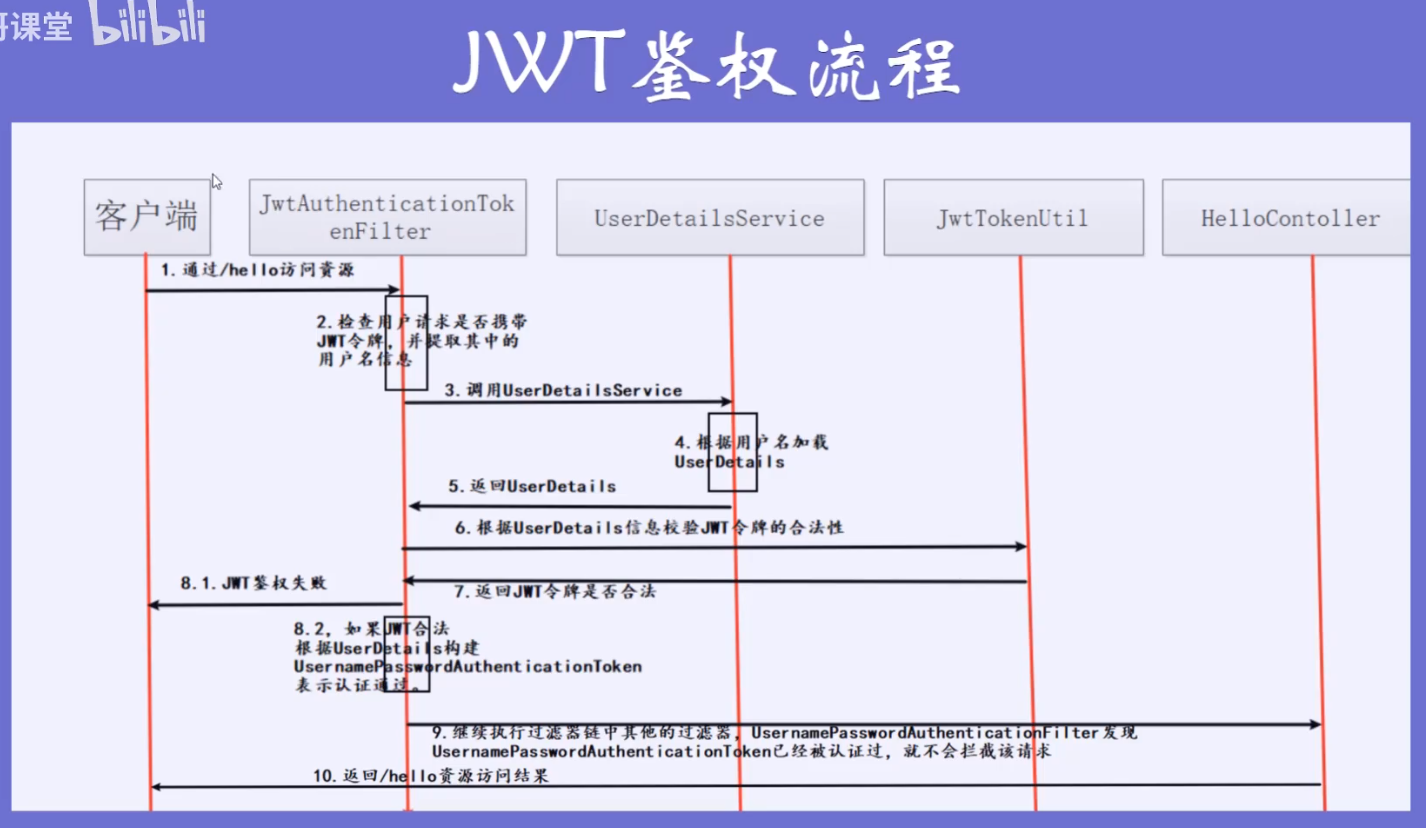 课堂 bilibili
JWT鉴权流程
客户端
JwtAuthenticationTok
enFilter
UserDetailsService
JwtTokenUtil
HelloContoller
1.通过/hello访问资源
2.检查用户请求是否携带
JWT令牌，并提取其中的
用户名信息
3.调用UserDetailsService
4.根据用户名加载
UserDetails
5.返回UserDetails
6.根据UserDetails信息校验JWT令牌的合法性
7.返回JWT令牌是否合法
8.1.JWT鉴权失败
8.2，如果JWT合法
根据UserDetails构建
UsernamePasswordAuthenticationToken
表示认证通过。
9.继续执行过滤器链中其他的过滤器，UsernamePasswordAuthenticationFilter发现
UsernamePasswordAuthenticationToken已经被认证过，就不会拦截该请求
10.返回/hello资源访问结果